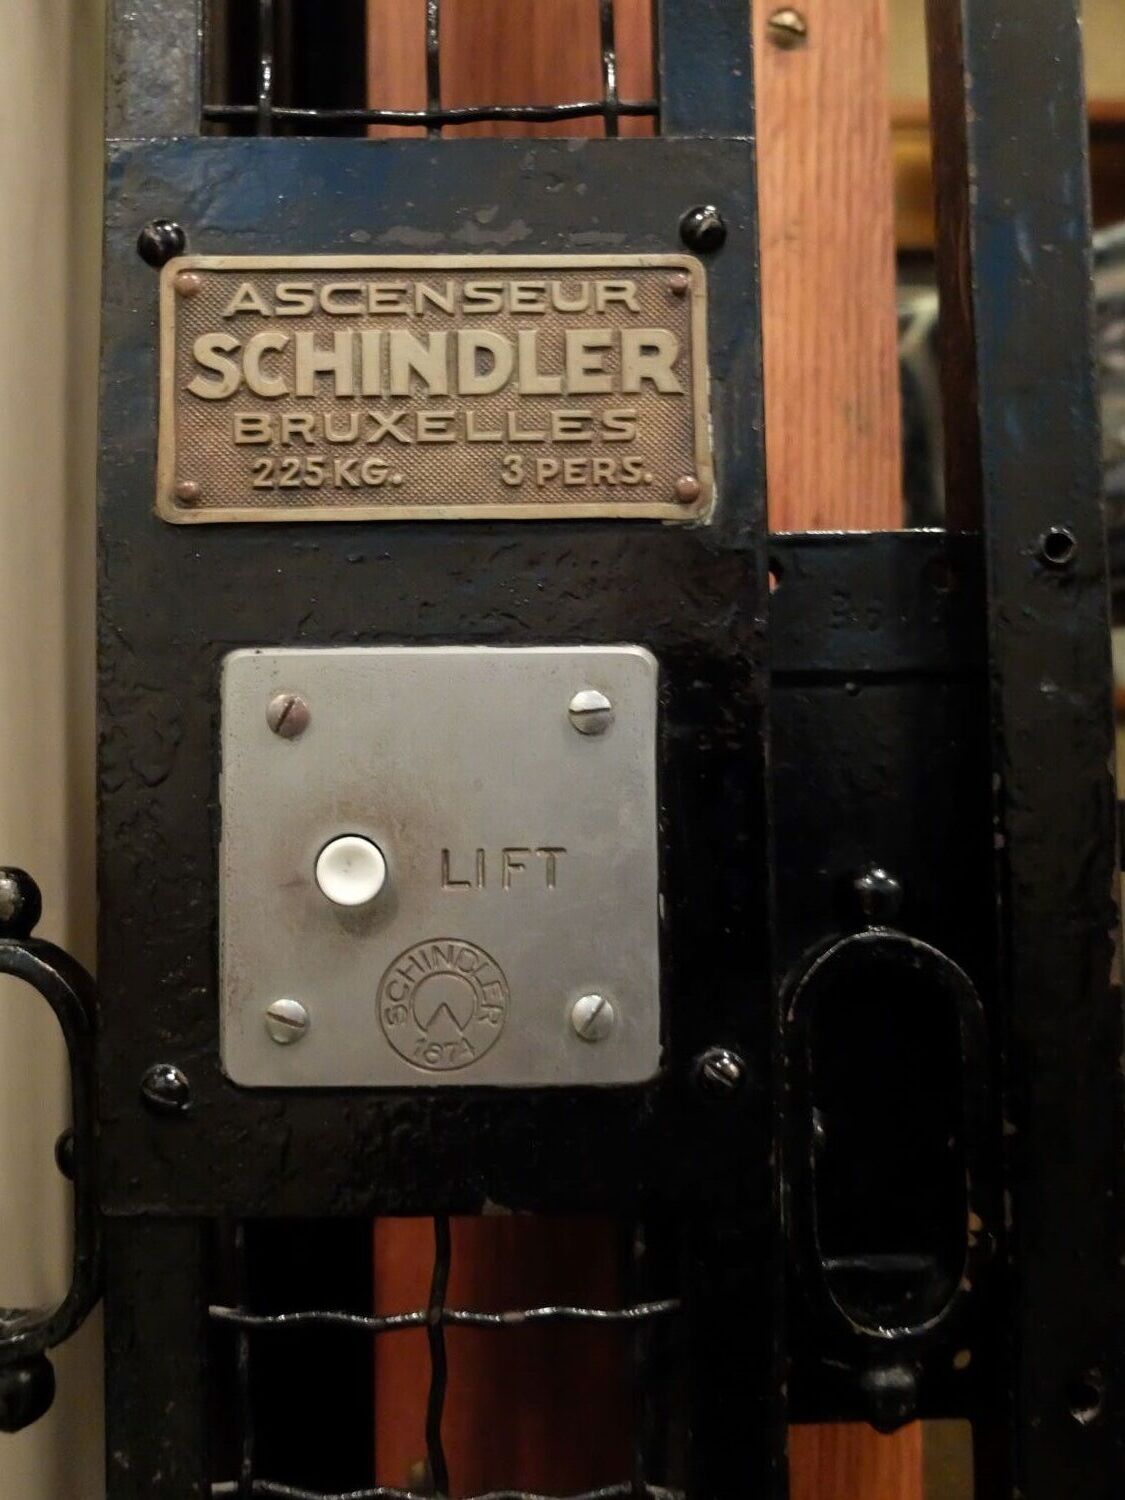 ASCENSEUR
SCHINDLER
BRUXELLES
225 KG. 3 PERS.
LIFT
SCHINDLER
1874